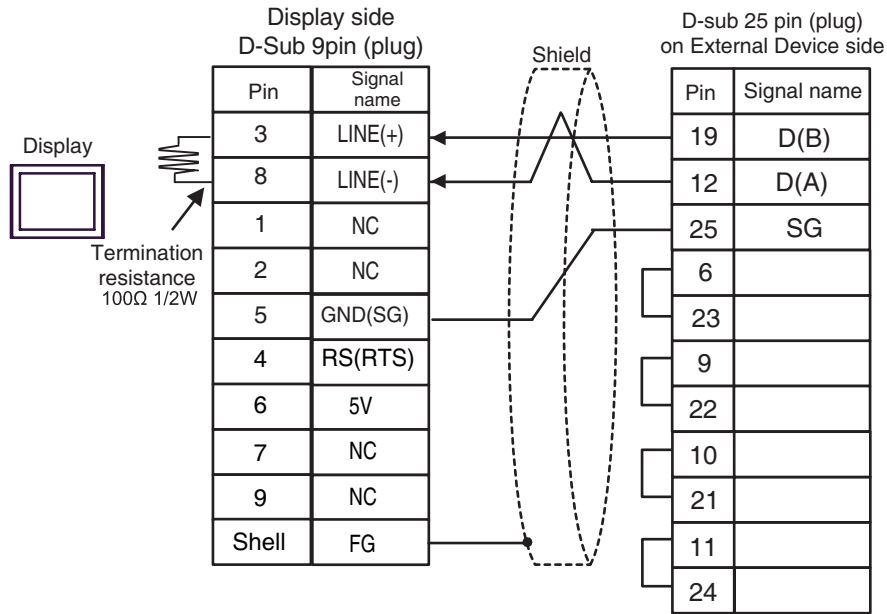 Display side
D-Sub 9pin (plug)
Shield
D-sub 25 pin (plug)
on External Device side
Display
Termination
resistance
100Ω 1/2W
Pin Signal name
3 LINE(+)
8 LINE(-)
1 NC
2 NC
5 GND(SG)
4 RS(RTS)
6 5V
7 NC
9 NC
Shell FG
Pin Signal name
19 D(B)
12 D(A)
25 SG
6
23
9
22
10
21
11
24